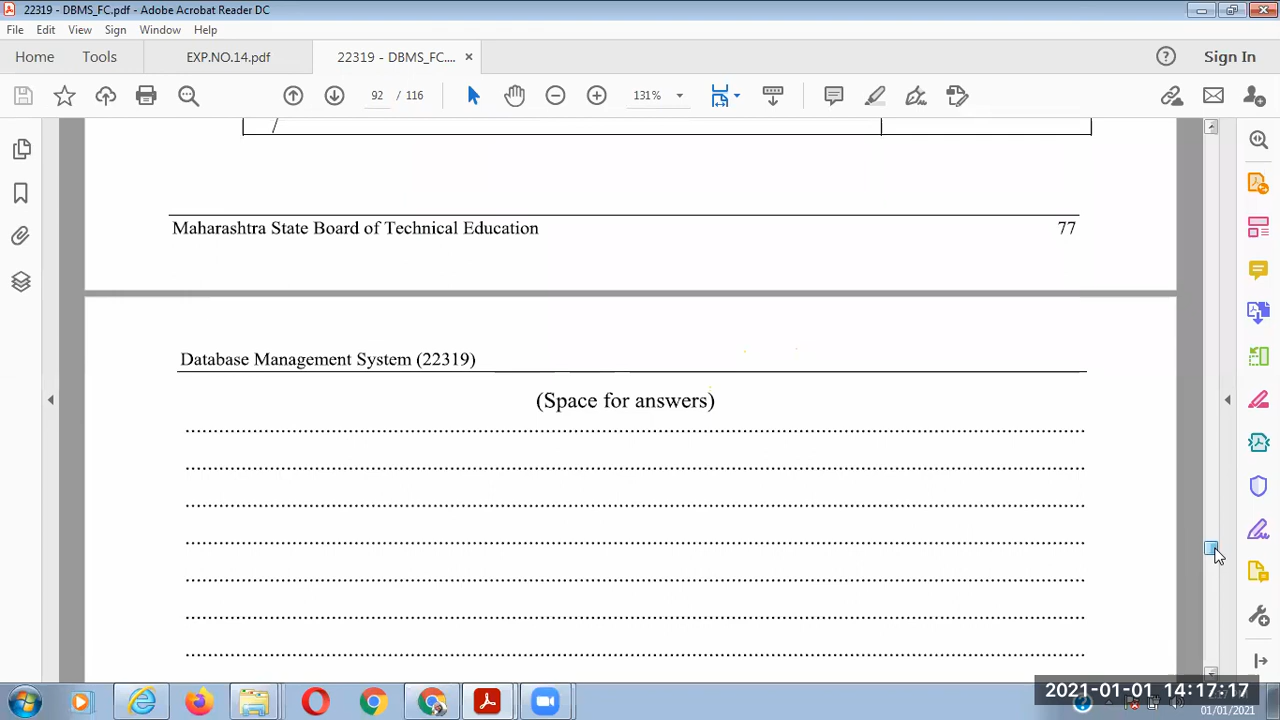 22319 - DBMS_FC.pdf - Adobe Acrobat Reader DC
File Edit View Sign Window Help
Home Tools EXP.NO.14.pdf 22319 - DBMS_FC.... × Sign In
92 / 116 131%
Maharashtra State Board of Technical Education 77
Database Management System (22319)
(Space for answers)
2021-01-01 14:17:17
01/01/2021